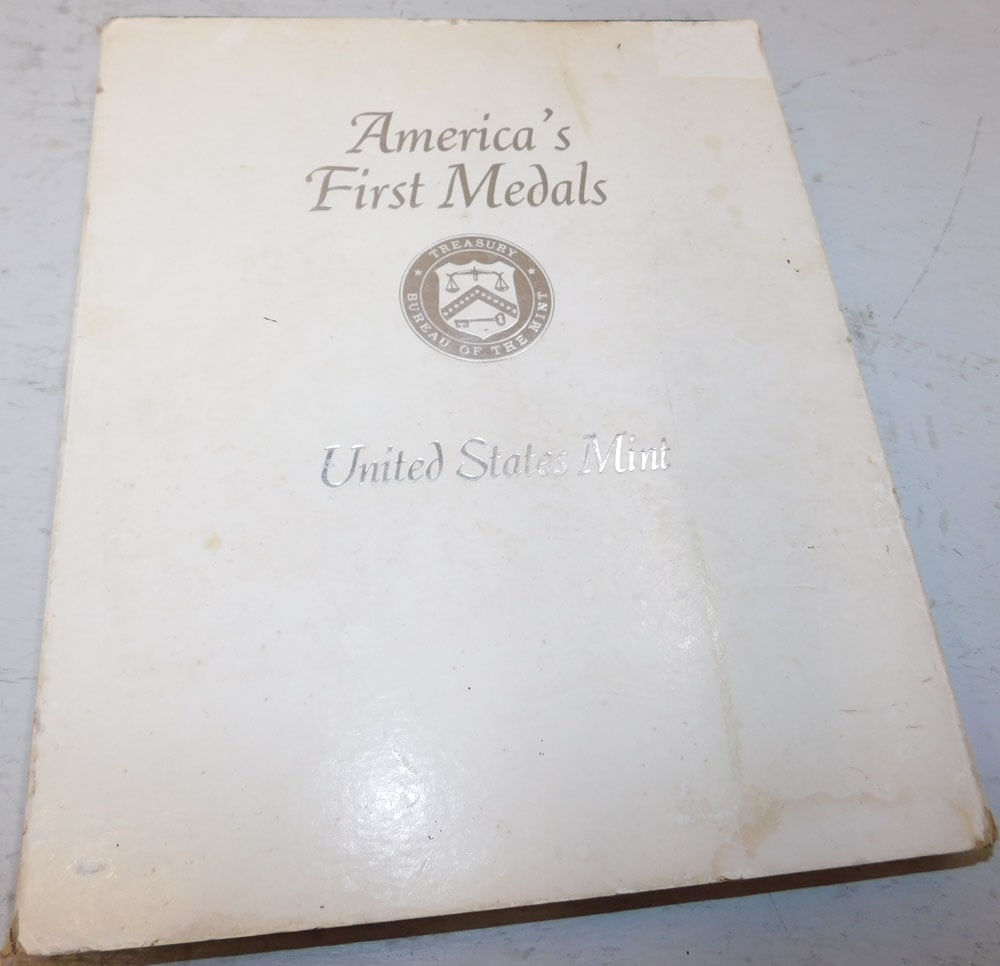 America's
First Medals
TREASURY
BUREAU OF THE MINT
United States Mint